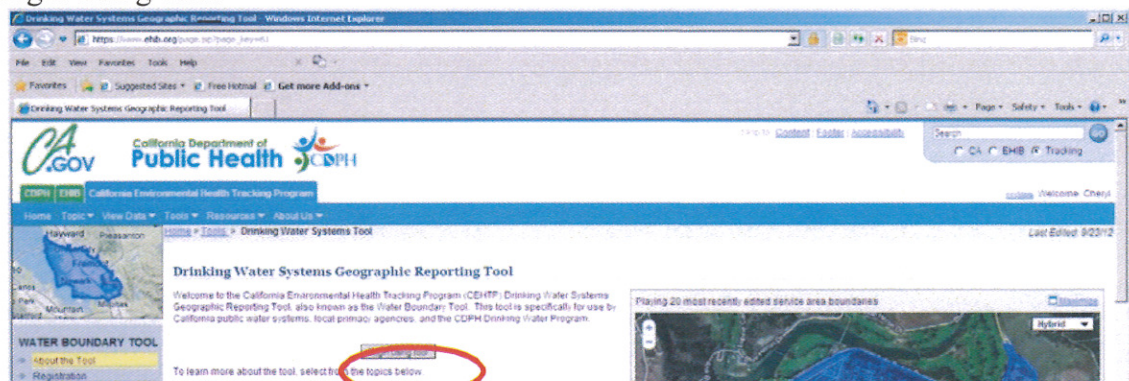 Drinking Water Systems Geographic Reporting Tool - Windows Internet Explorer
File Edit View Favorites Tools Help
Favorites Suggested Sites Free Hotmail Get more Add-ons
Drinking Water Systems Geographic Reporting Tool
Page Safety Tools
CA.GOV
California Department of
Public Health
CDPH
Content Footer Accessibility
Search
GO
CA EHIB Tracking
CDPH EHIB California Environmental Health Tracking Program
Welcome Cheryl
Home Topic View Data Tools Resources About Us
Home > Tools > Drinking Water Systems Tool
Last Edited: 9/23/12
Hayward Pleasanton
Fremont
Newark
Milpitas
Mountain
Drinking Water Systems Geographic Reporting Tool
Welcome to the California Environmental Health Tracking Program (CEHTP) Drinking Water Systems
Geographic Reporting Tool, also known as the Water Boundary Tool. This tool is specifically for use by
California public water systems, local primacy agencies, and the CDPH Drinking Water Program.
Playing 20 most recently edited service area boundaries
Maximize
Hybrid
WATER BOUNDARY TOOL
About the Tool
Registration
To learn more about the tool, select from the topics below